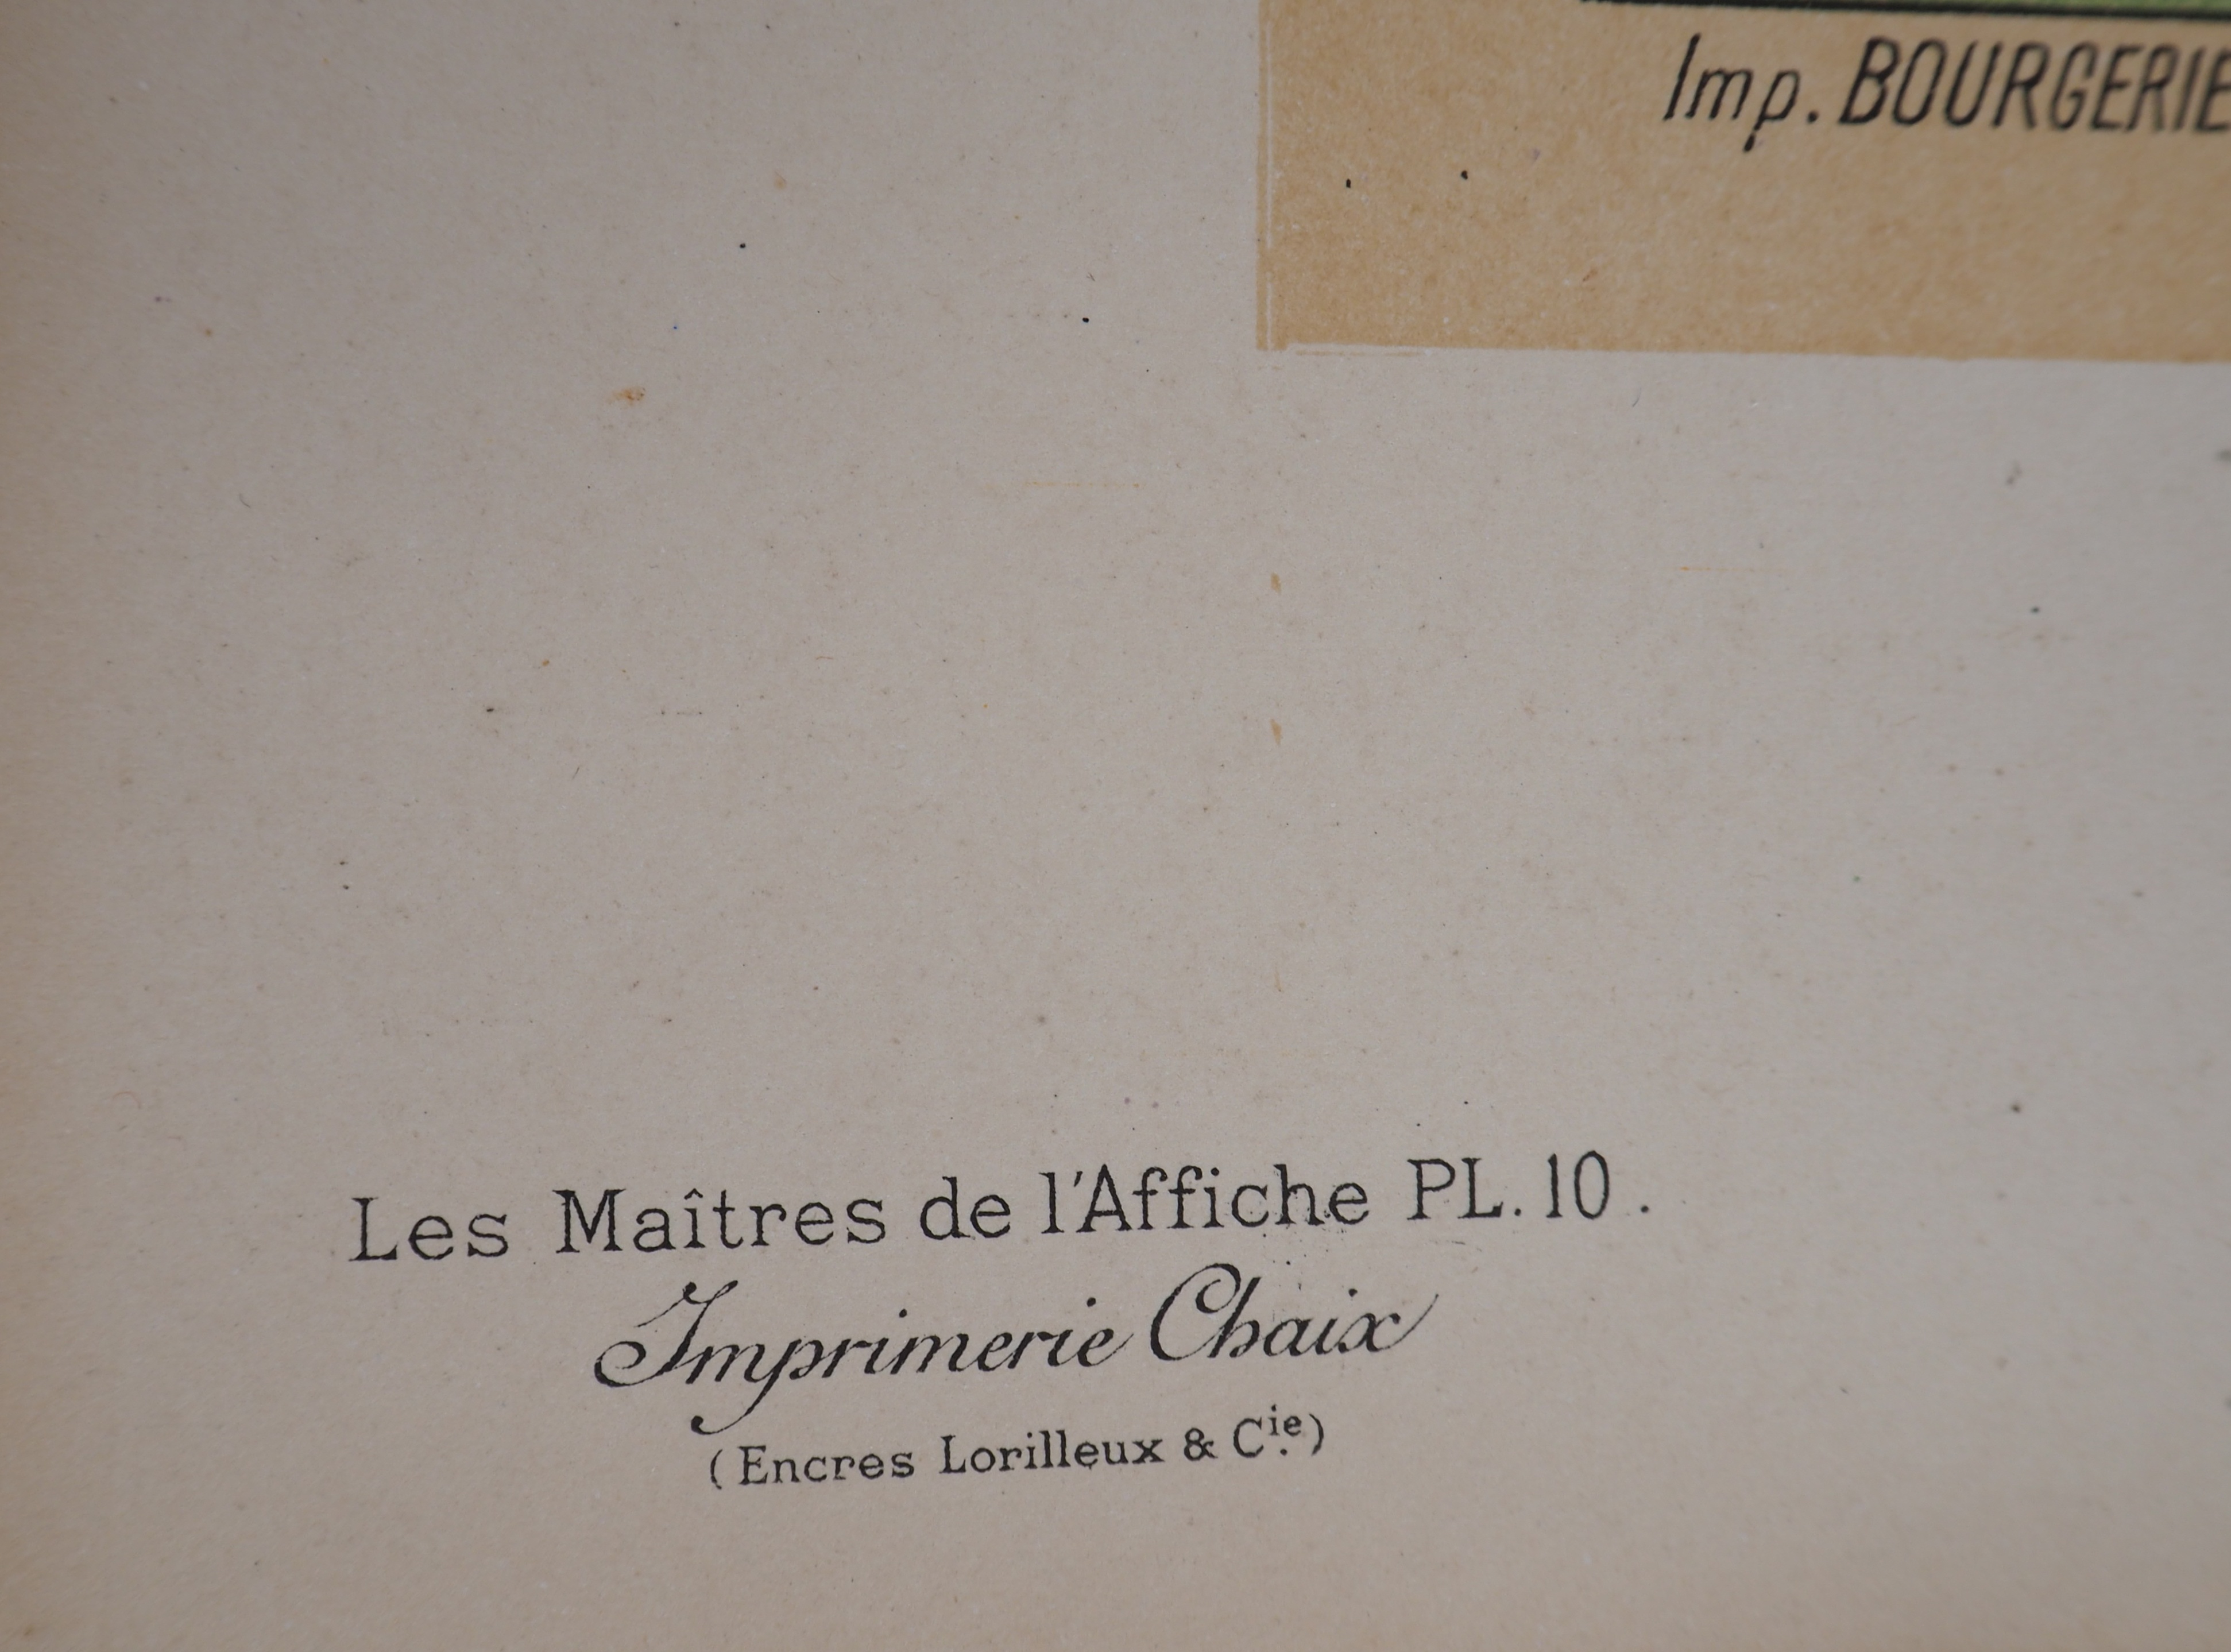 Imp. BOURGERIE
Les Maîtres de l'Affiche PL. 10.
Imprimerie Chaix
(Encres Lorilleux & Cie.)